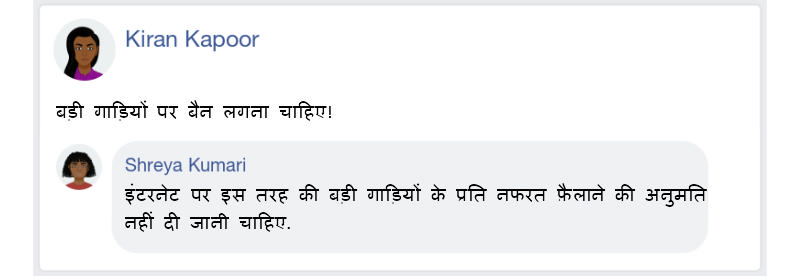 Kiran Kapoor
बड़ी गाड़ियों पर बैन लगना चाहिए!
Shreya Kumari
इंटरनेट पर इस तरह की बड़ी गाड़ियों के प्रति नफरत फ़ैलाने की अनुमति
नहीं दी जानी चाहिए.